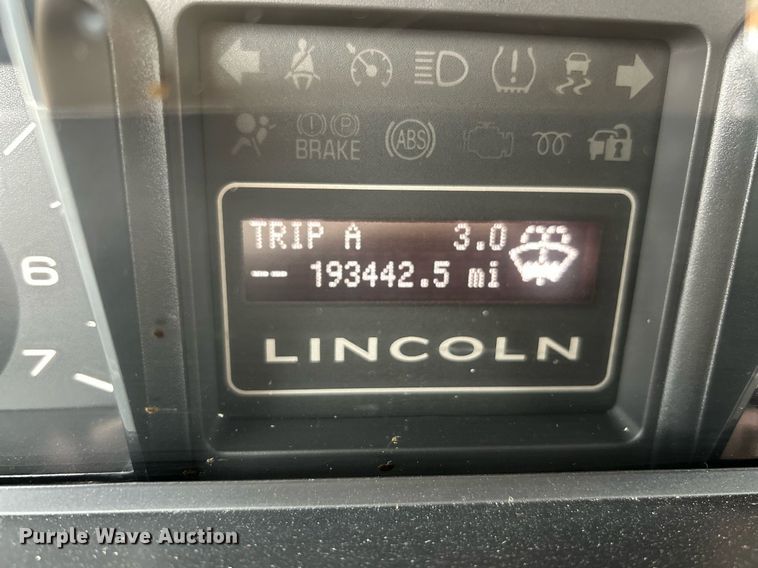 BRAKE
ABS
TRIP A 3.0
-- 193442.5 mi
LINCOLN
6
7
Purple Wave Auction